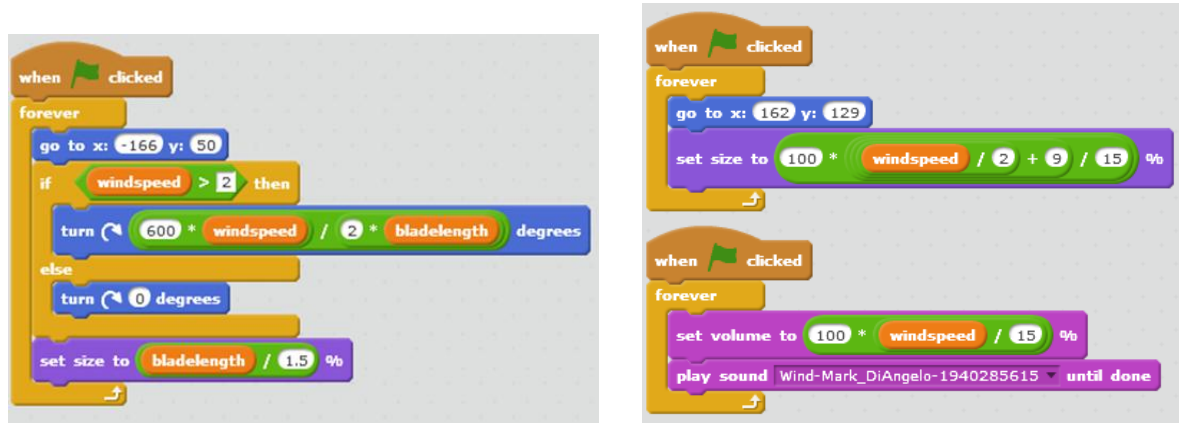 when clicked
forever
go to x: -166 y: 50
if windspeed > 2 then
turn 600 * windspeed / 2 * bladelength degrees
else
turn 0 degrees
set size to bladelength / 1.5 %
when clicked
forever
go to x: 162 y: 129
set size to 100 * windspeed / 2 + 9 / 15 %
when clicked
forever
set volume to 100 * windspeed / 15 %
play sound Wind-Mark_DiAngelo-1940285615 until done